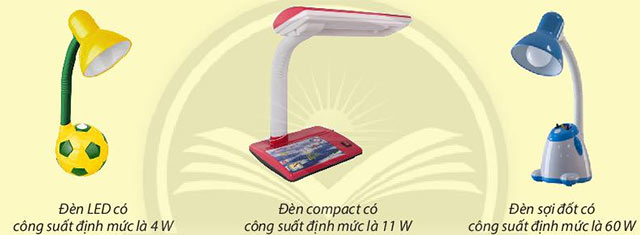 Đèn LED có
công suất định mức là 4 W
Đèn compact có
công suất định mức là 11 W
Đèn sợi đốt có
công suất định mức là 60 W